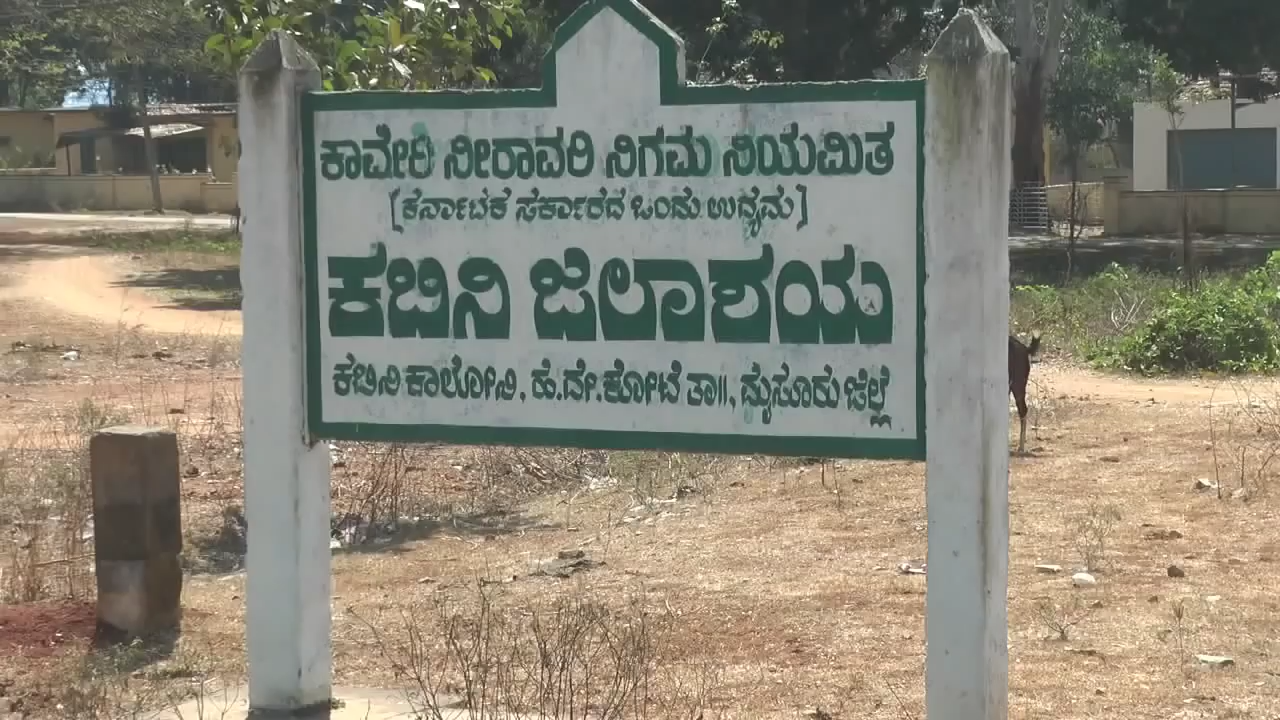 ಕಾವೇರಿ ನೀರಾವರಿ ನಿಗಮ ನಿಯಮಿತ
[ಕರ್ನಾಟಕ ಸರ್ಕಾರದ ಒಂದು ಉದ್ಯಮ]
ಕಬಿನಿ ಜಲಾಶಯ
ಕಬಿನಿ ಕಾಲೋನಿ, ಹೆ.ದೇ.ಕೋಟೆ ತಾ॥, ಮೈಸೂರು ಜಿಲ್ಲೆ